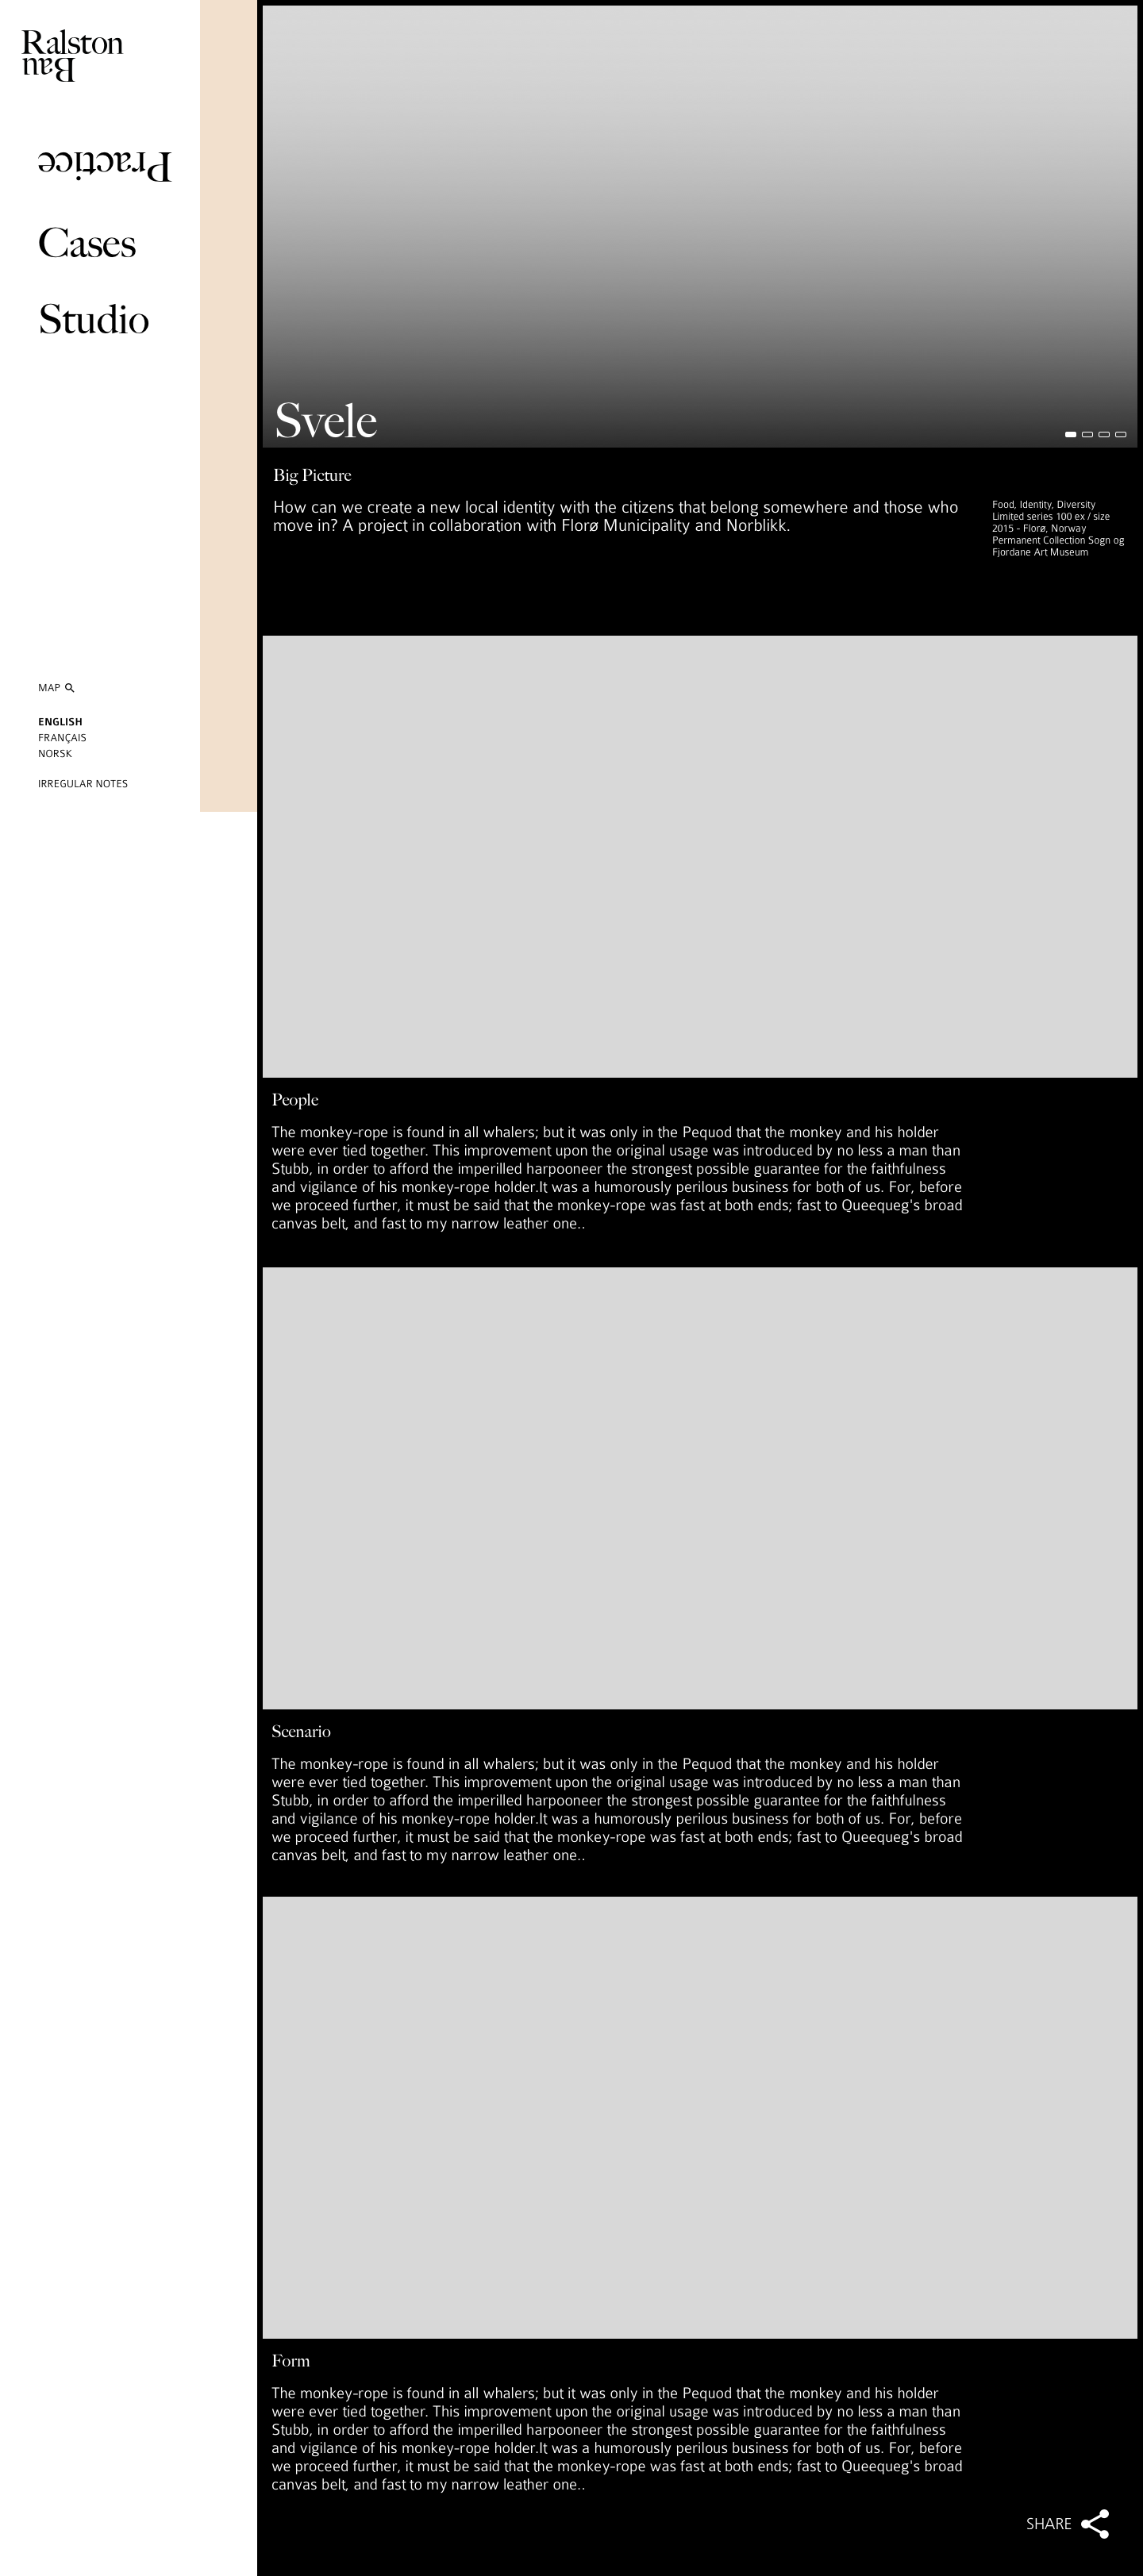 Ralston
Bau
Practice
Cases
Studio
MAP
ENGLISH
FRANÇAIS
NORSK
IRREGULAR NOTES
Svele
Big Picture
How can we create a new local identity with the citizens that belong somewhere and those who
move in? A project in collaboration with Florø Municipality and Norblikk.
Food, Identity, Diversity
Limited series 100 ex / size
2015 - Florø, Norway
Permanent Collection Sogn og
Fjordane Art Museum
People
The monkey-rope is found in all whalers; but it was only in the Pequod that the monkey and his holder
were ever tied together. This improvement upon the original usage was introduced by no less a man than
Stubb, in order to afford the imperilled harpooneer the strongest possible guarantee for the faithfulness
and vigilance of his monkey-rope holder.It was a humorously perilous business for both of us. For, before
we proceed further, it must be said that the monkey-rope was fast at both ends; fast to Queequeg's broad
canvas belt, and fast to my narrow leather one..
Scenario
The monkey-rope is found in all whalers; but it was only in the Pequod that the monkey and his holder
were ever tied together. This improvement upon the original usage was introduced by no less a man than
Stubb, in order to afford the imperilled harpooneer the strongest possible guarantee for the faithfulness
and vigilance of his monkey-rope holder.It was a humorously perilous business for both of us. For, before
we proceed further, it must be said that the monkey-rope was fast at both ends; fast to Queequeg's broad
canvas belt, and fast to my narrow leather one..
Form
The monkey-rope is found in all whalers; but it was only in the Pequod that the monkey and his holder
were ever tied together. This improvement upon the original usage was introduced by no less a man than
Stubb, in order to afford the imperilled harpooneer the strongest possible guarantee for the faithfulness
and vigilance of his monkey-rope holder.It was a humorously perilous business for both of us. For, before
we proceed further, it must be said that the monkey-rope was fast at both ends; fast to Queequeg's broad
canvas belt, and fast to my narrow leather one..
SHARE